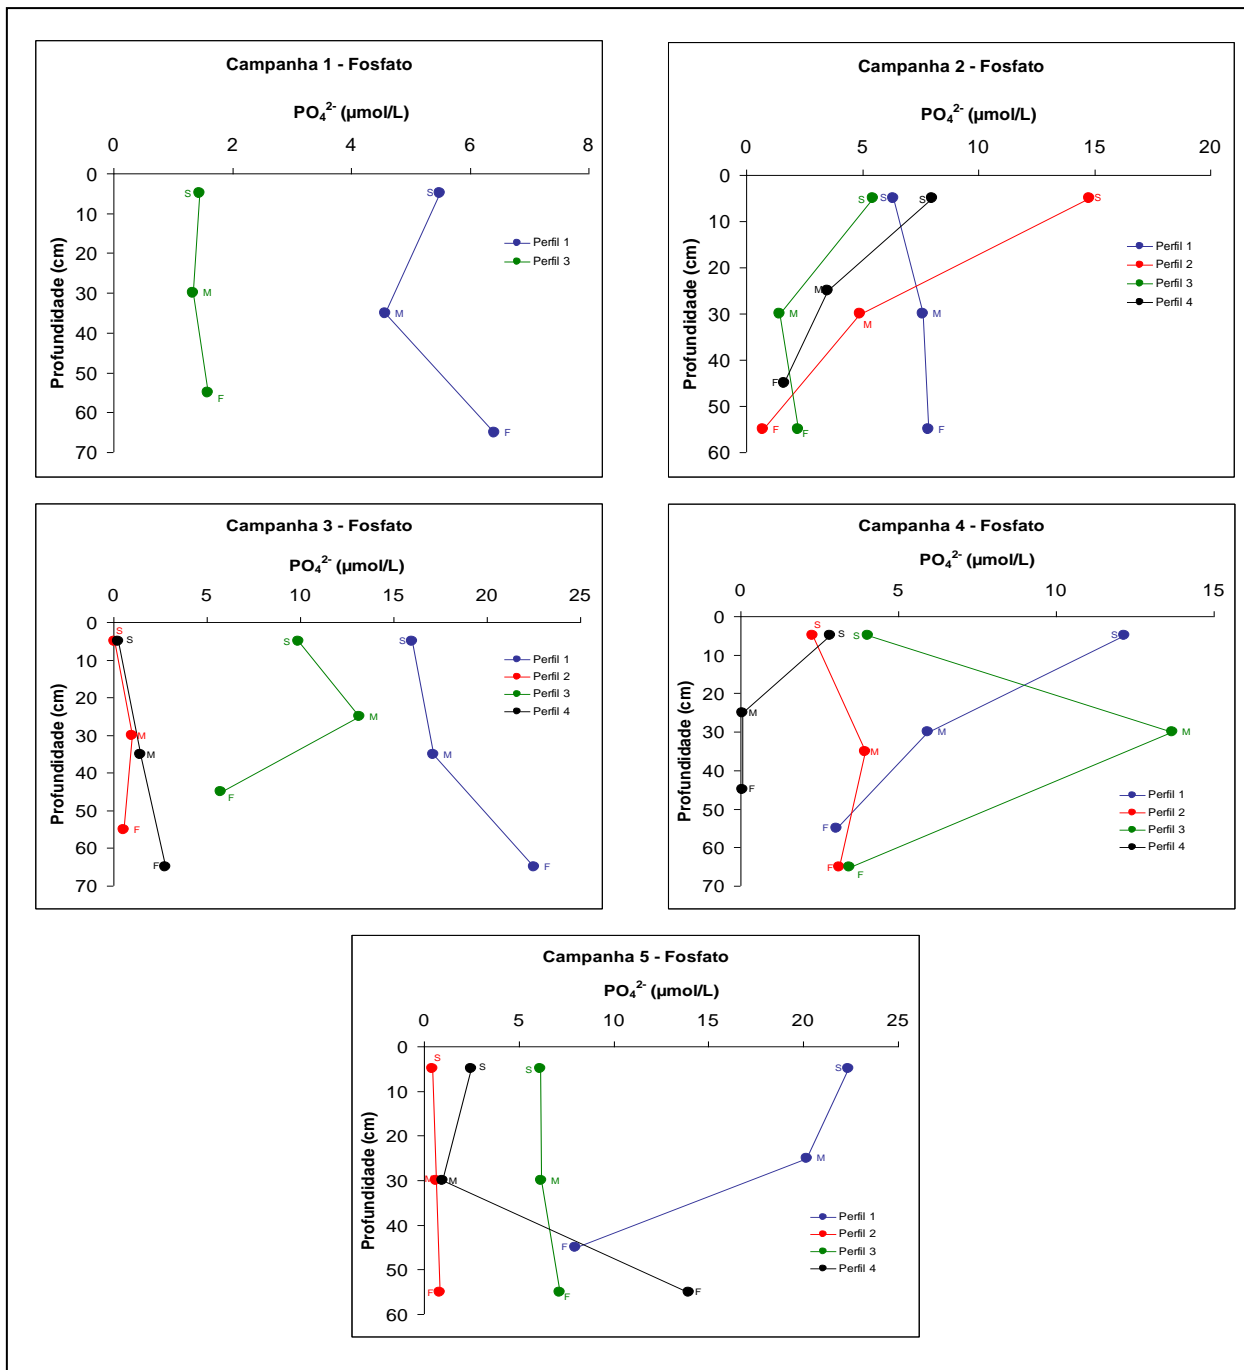 Campanha 1 - Fosfato
PO₄²⁻ (µmol/L)
0 2 4 6 8
0
10
20
30
40
50
60
70
Profundidade (cm)
S S
M M
F F
Perfil 1
Perfil 3
Campanha 2 - Fosfato
PO₄²⁻ (µmol/L)
0 5 10 15 20
0
10
20
30
40
50
60
Profundidade (cm)
S S S S
M M M M
F F F F
Perfil 1
Perfil 2
Perfil 3
Perfil 4
Campanha 3 - Fosfato
PO₄²⁻ (µmol/L)
0 5 10 15 20 25
0
10
20
30
40
50
60
70
Profundidade (cm)
S S S S
M M M M
F F F F
Perfil 1
Perfil 2
Perfil 3
Perfil 4
Campanha 4 - Fosfato
PO₄²⁻ (µmol/L)
0 5 10 15
0
10
20
30
40
50
60
70
Profundidade (cm)
S S S S
M M M M
F F F F
Perfil 1
Perfil 2
Perfil 3
Perfil 4
Campanha 5 - Fosfato
PO₄²⁻ (µmol/L)
0 5 10 15 20 25
0
10
20
30
40
50
60
Profundidade (cm)
S S S S
M M M M
F F F F
Perfil 1
Perfil 2
Perfil 3
Perfil 4